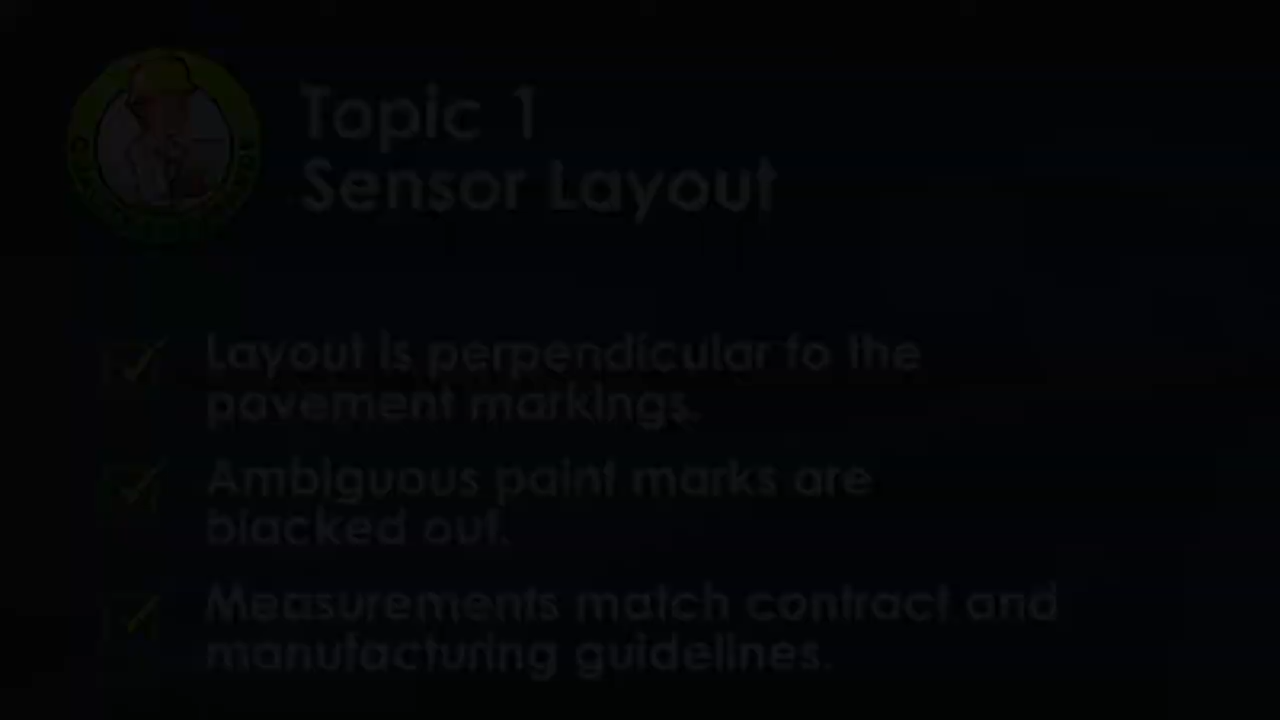 Topic 1
Sensor Layout
Layout is perpendicular to the
pavement markings.
Ambiguous paint marks are
blacked out.
Measurements match contract and
manufacturing guidelines.